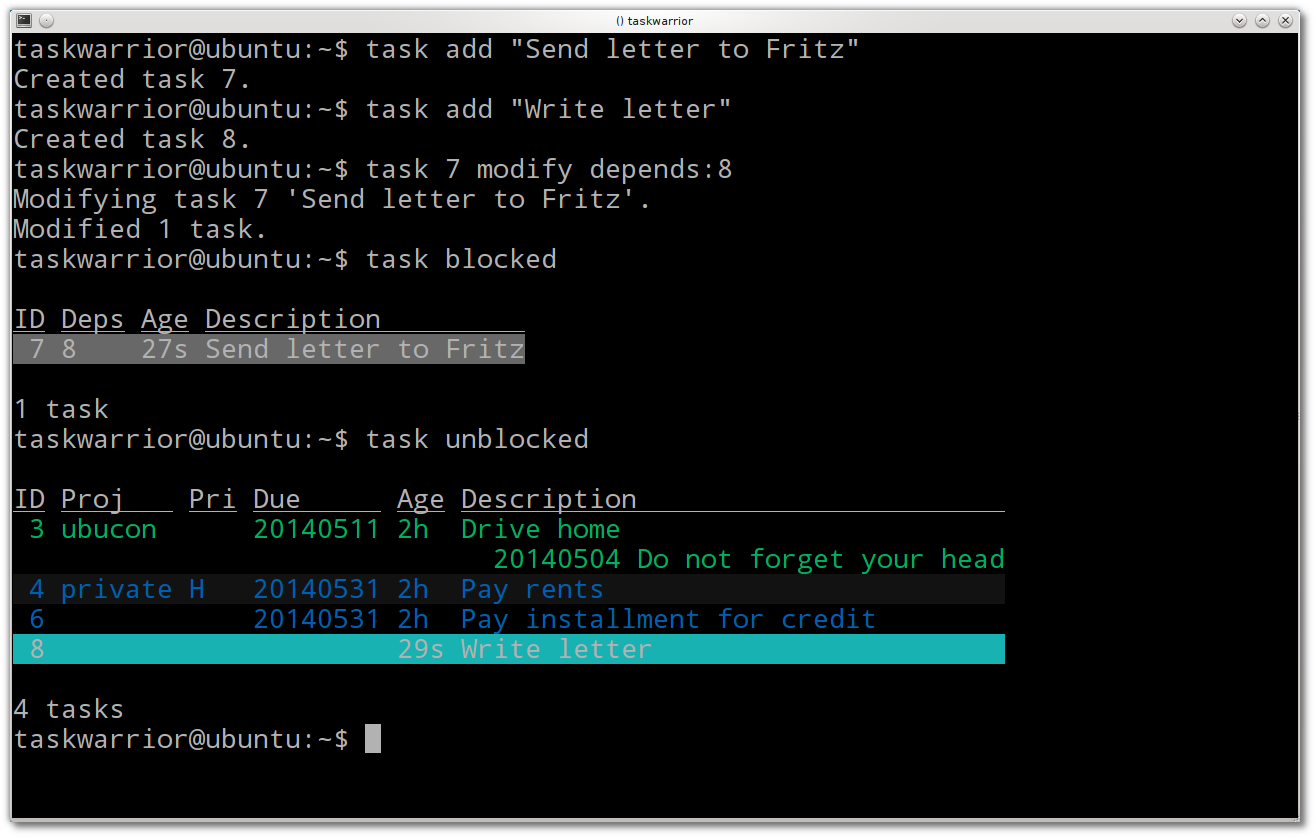 () taskwarrior
taskwarrior@ubuntu:~$ task add "Send letter to Fritz"
Created task 7.
taskwarrior@ubuntu:~$ task add "Write letter"
Created task 8.
taskwarrior@ubuntu:~$ task 7 modify depends:8
Modifying task 7 'Send letter to Fritz'.
Modified 1 task.
taskwarrior@ubuntu:~$ task blocked
ID Deps Age Description
7 8 27s Send letter to Fritz
1 task
taskwarrior@ubuntu:~$ task unblocked
ID Proj Pri Due Age Description
3 ubucon 20140511 2h Drive home
20140504 Do not forget your head
4 private H 20140531 2h Pay rents
6 20140531 2h Pay installment for credit
8 29s Write letter
4 tasks
taskwarrior@ubuntu:~$